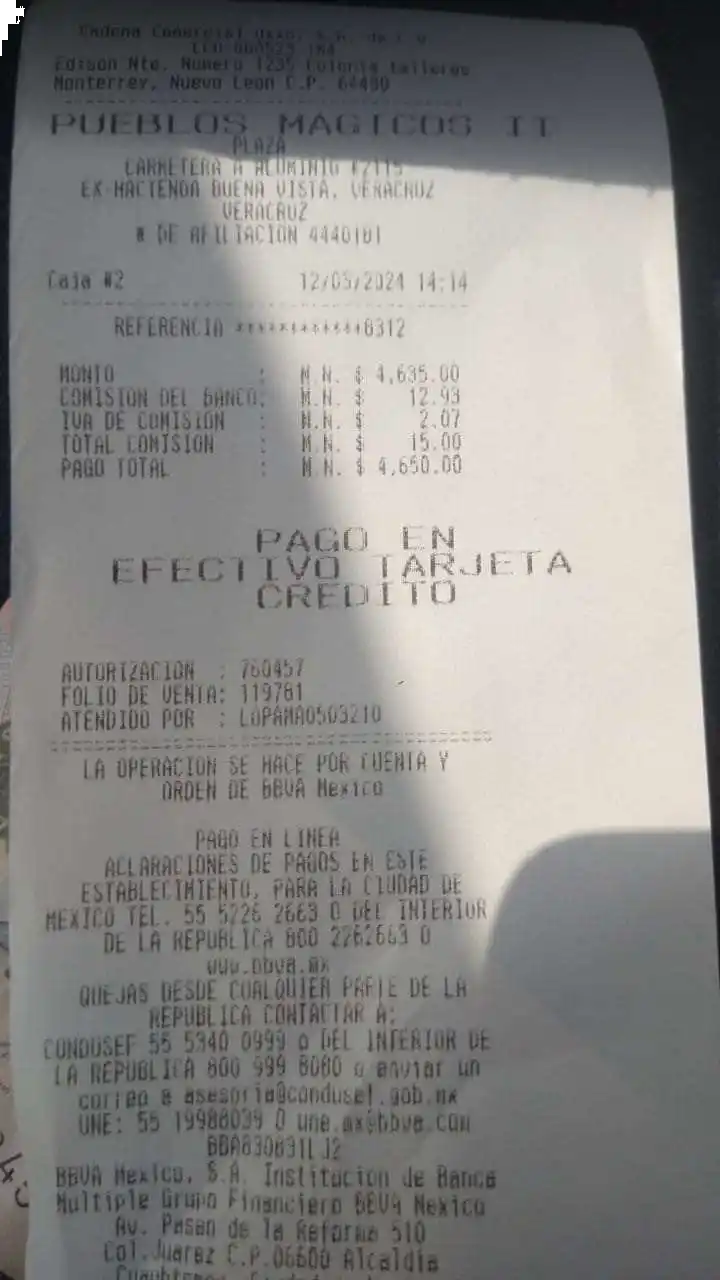 Cadena Comercial Oxxo, S.A. de C.V.
Edison Nte. Numero 1235 Colonia talleres
Monterrey, Nuevo Leon C.P. 64480
PUEBLOS MAGICOS II
PLAZA
CARRETERA A ALUMINIO #2115
EX-HACIENDA BUENA VISTA, VERACRUZ
VERACRUZ
# DE AFILIACION 4440181
Caja #2 12/05/2024 14:14
REFERENCIA ************8312
MONTO : M.N. $ 4,635.00
COMISION DEL BANCO: M.N. $ 12.93
IVA DE COMISION : M.N. $ 2.07
TOTAL COMISION : M.N. $ 15.00
PAGO TOTAL : M.N. $ 4,650.00
PAGO EN
EFECTIVO TARJETA
CREDITO
AUTORIZACION : 760457
FOLIO DE VENTA: 119781
ATENDIDO POR : LOPAMA0503210
LA OPERACION SE HACE POR CUENTA Y
ORDEN DE BBVA Mexico
PAGO EN LINEA
ACLARACIONES DE PAGOS EN ESTE
ESTABLECIMIENTO, PARA LA CIUDAD DE
MEXICO TEL. 55 5226 2663 O DEL INTERIOR
DE LA REPUBLICA 800 2262663 O
www.bbva.mx
QUEJAS DESDE CUALQUIER PARTE DE LA
REPUBLICA CONTACTAR A:
CONDUSEF 55 5340 0999 o DEL INTERIOR DE
LA REPUBLICA 800 999 8080 o enviar un
correo a asesoria@condusef.gob.mx
UNE: 55 19988039 O une.mx@bbva.com
BBA830831LJ2
BBVA Mexico, S.A. Institucion de Banca
Multiple Grupo Financiero BBVA Mexico
Av. Paseo de la Reforma 510
Col.Juarez C.P.06600 Alcaldia